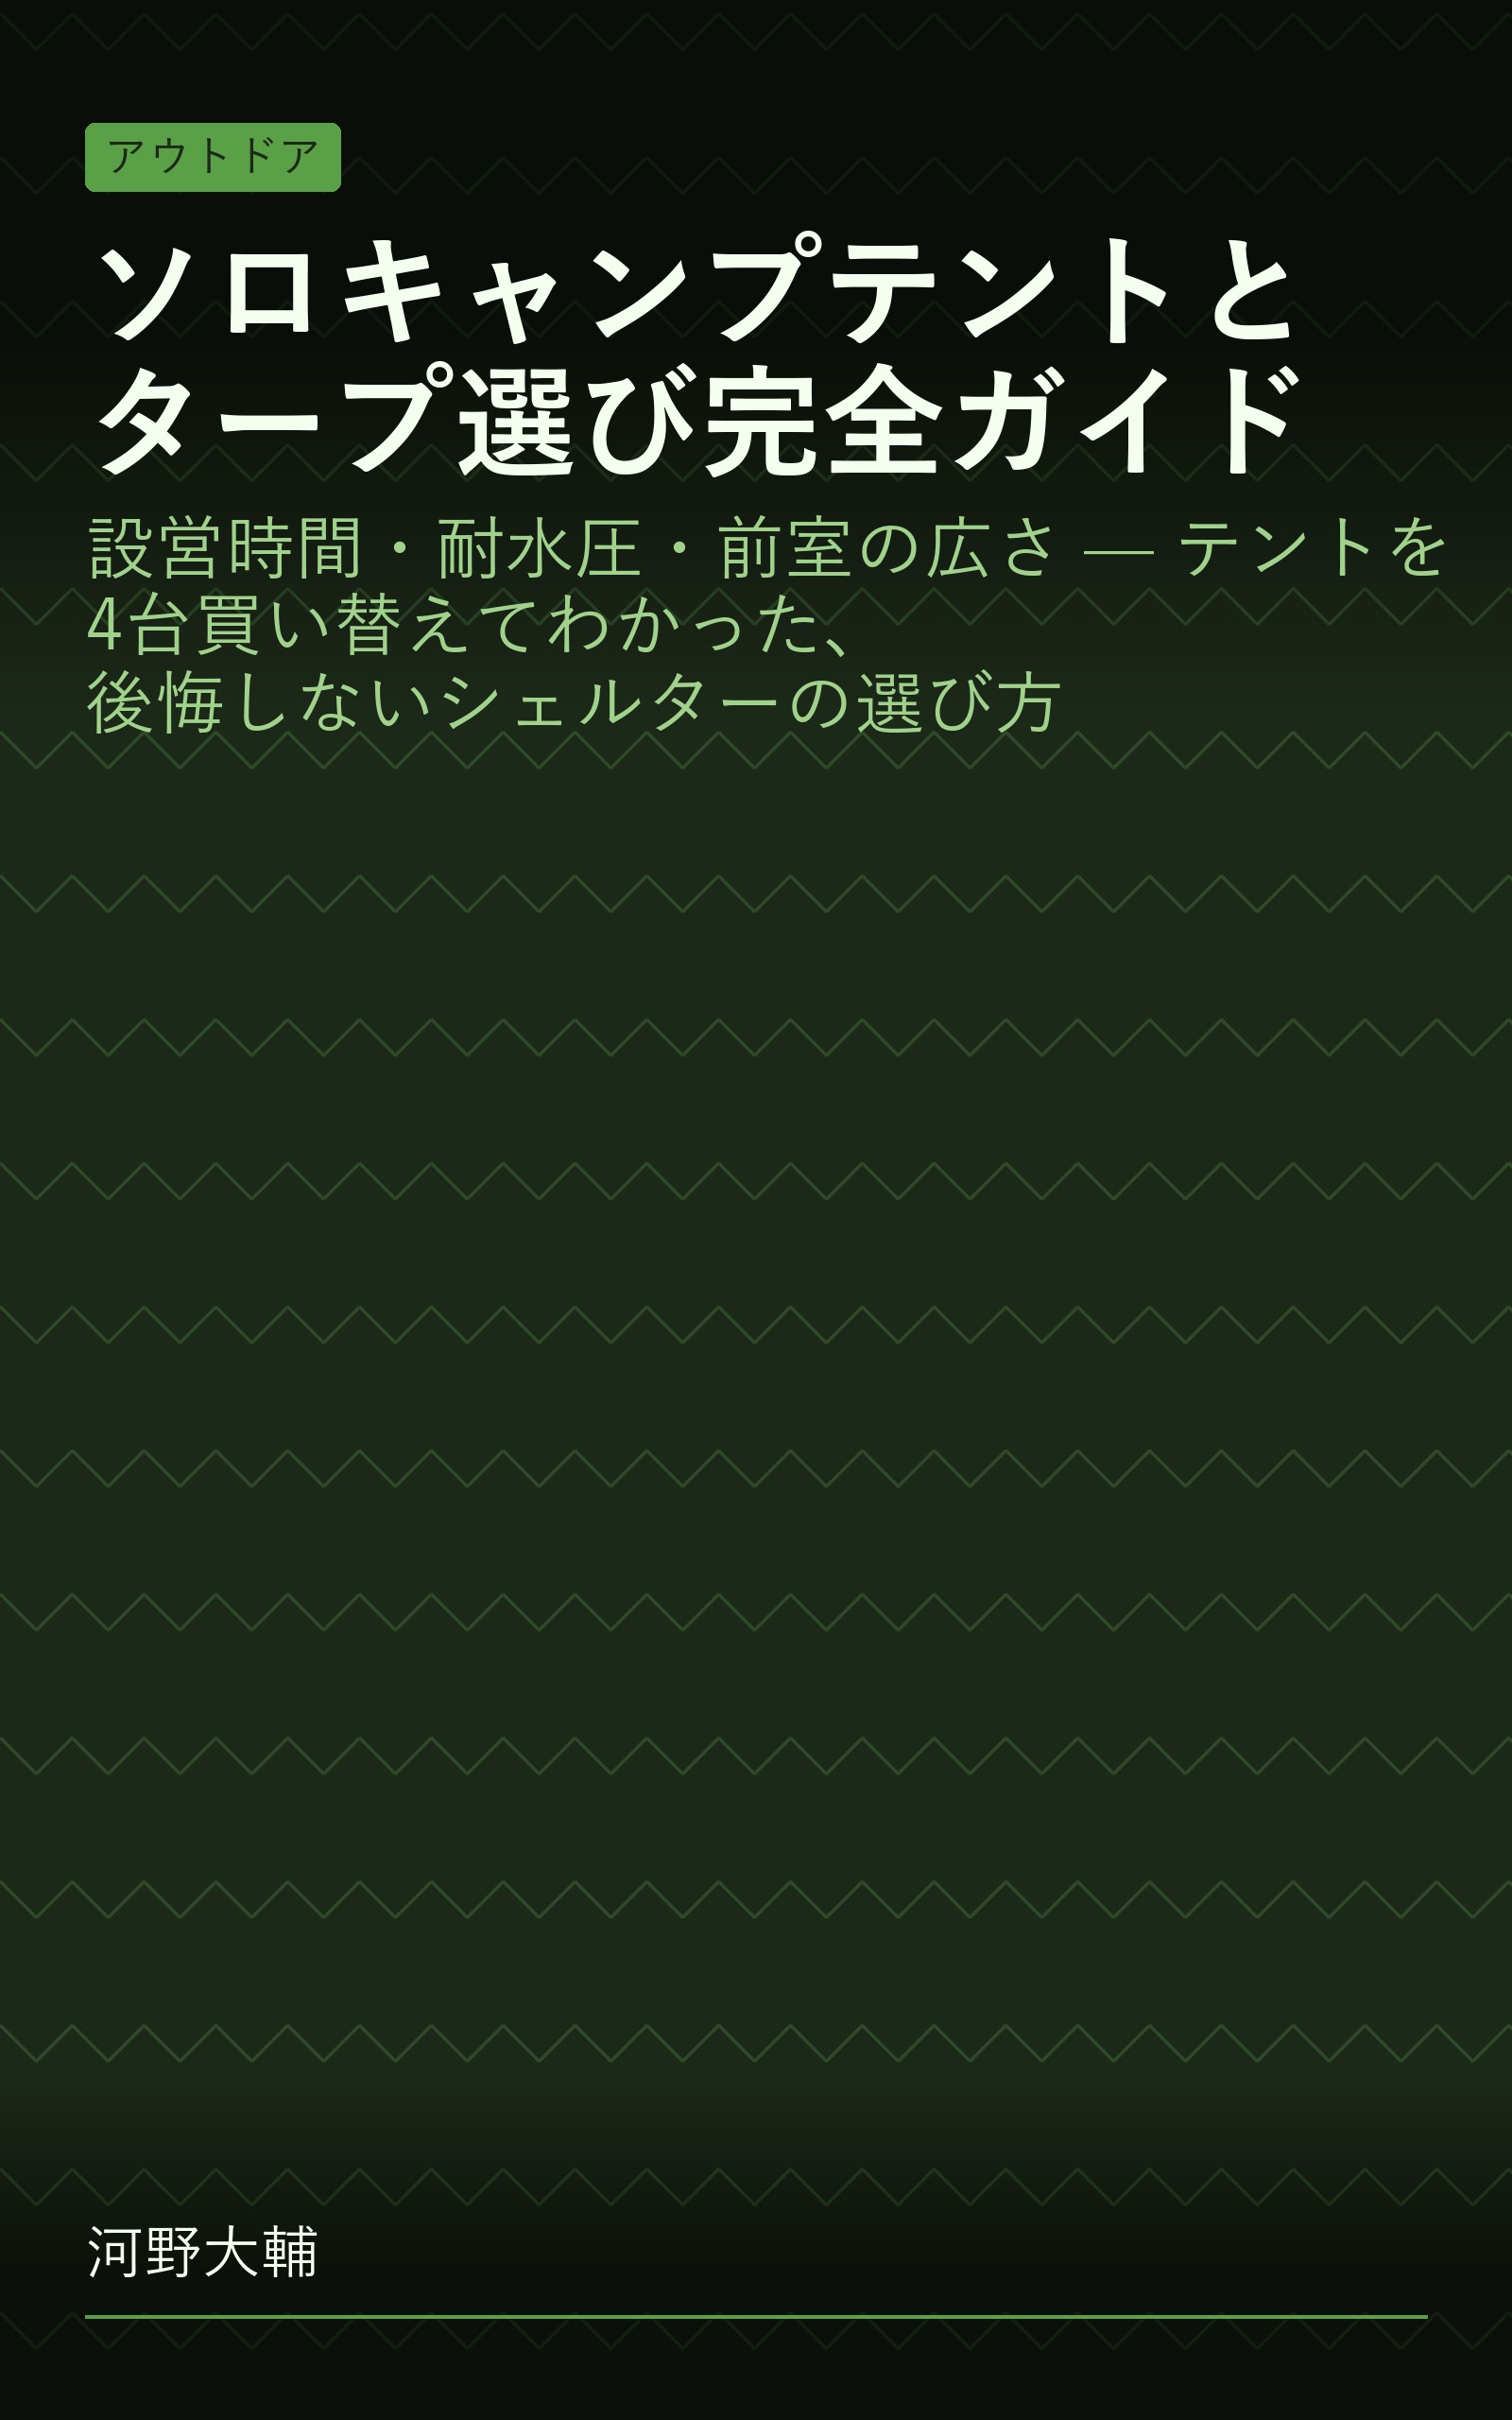 アウトドア
ソロキャンプテントと
タープ選び完全ガイド
設営時間・耐水圧・前室の広さ — テントを
4台買い替えてわかった、
後悔しないシェルターの選び方
河野大輔